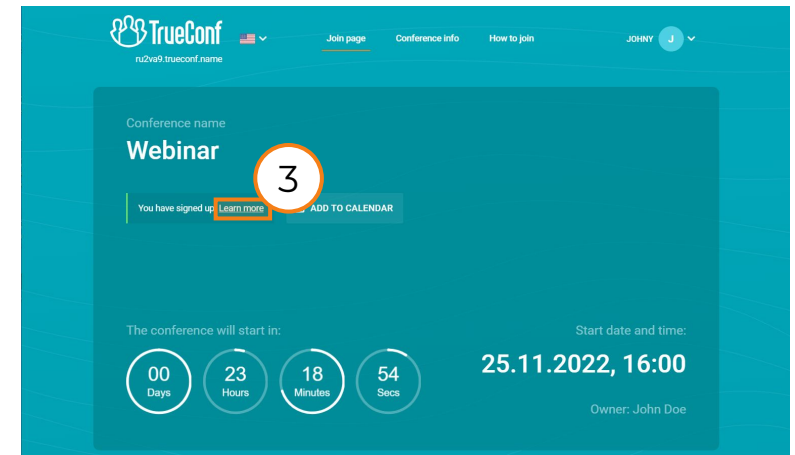 TrueConf
ru2va9.trueconf.name
Join page
Conference info
How to join
JOHNY J
Conference name
Webinar
3
You have signed up Learn more
ADD TO CALENDAR
The conference will start in:
Start date and time:
00
Days
23
Hours
18
Minutes
54
Secs
25.11.2022, 16:00
Owner: John Doe